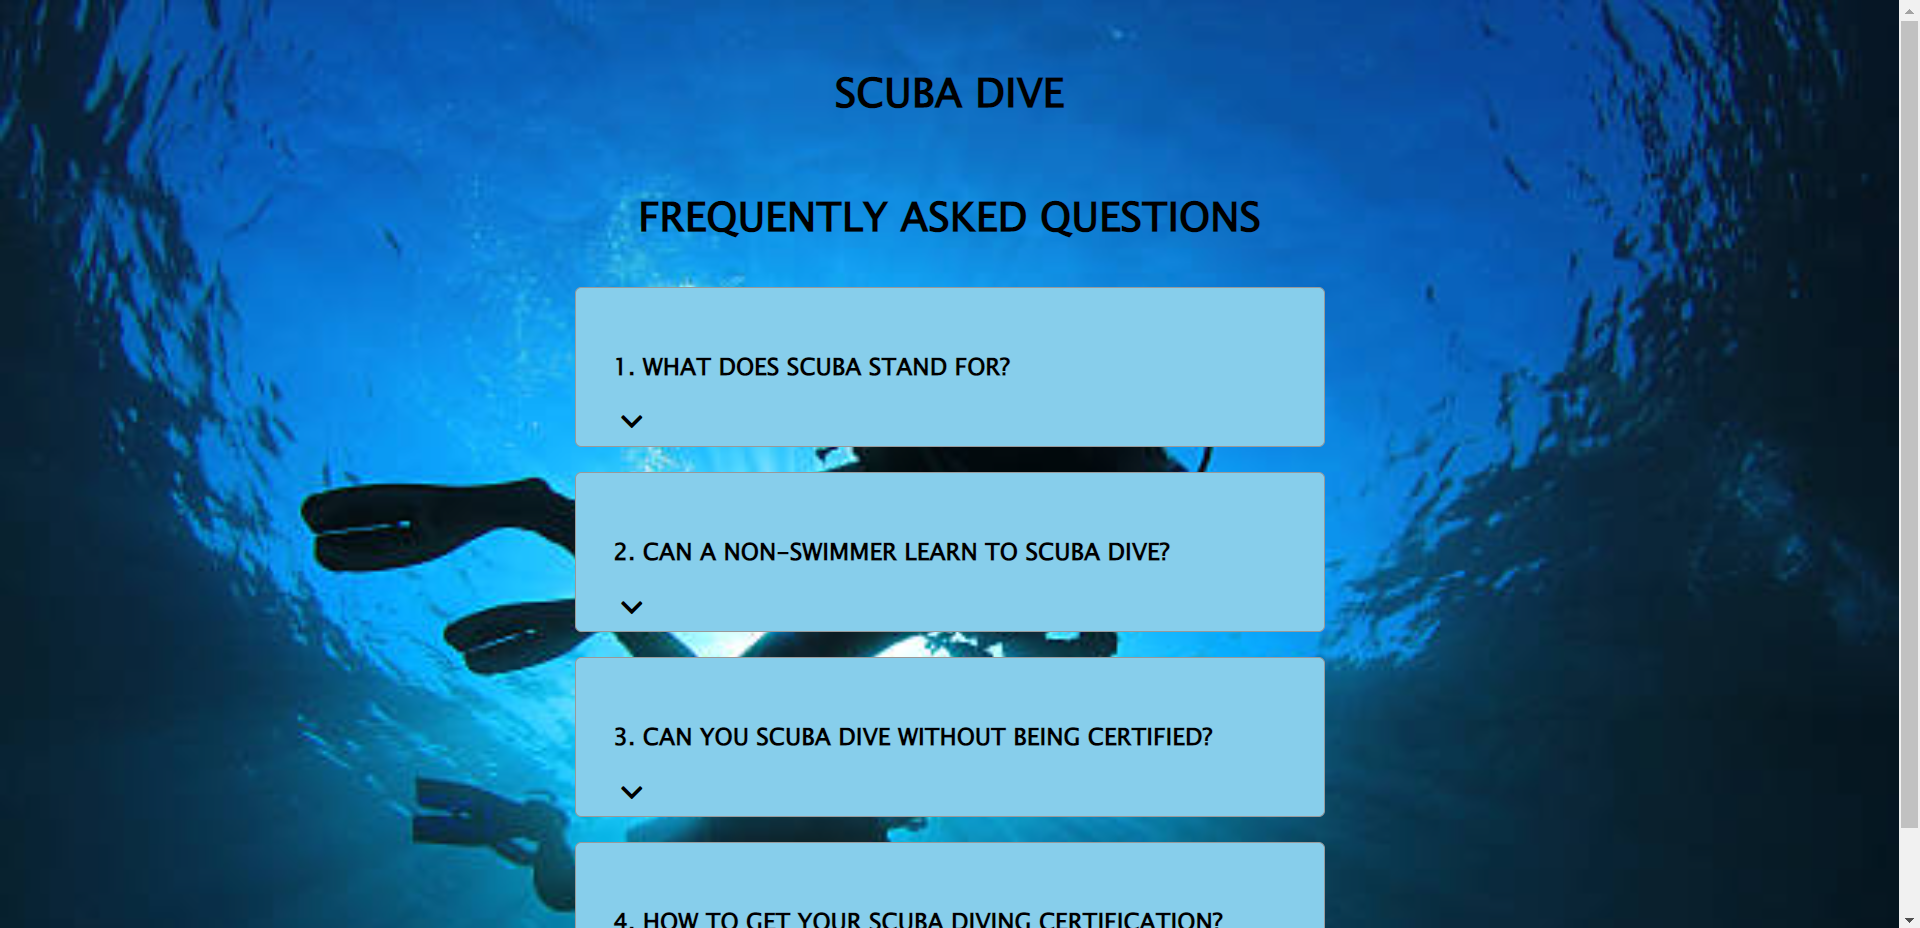 SCUBA DIVE
FREQUENTLY ASKED QUESTIONS
1. WHAT DOES SCUBA STAND FOR?
2. CAN A NON-SWIMMER LEARN TO SCUBA DIVE?
3. CAN YOU SCUBA DIVE WITHOUT BEING CERTIFIED?
4. HOW TO GET YOUR SCUBA DIVING CERTIFICATION?